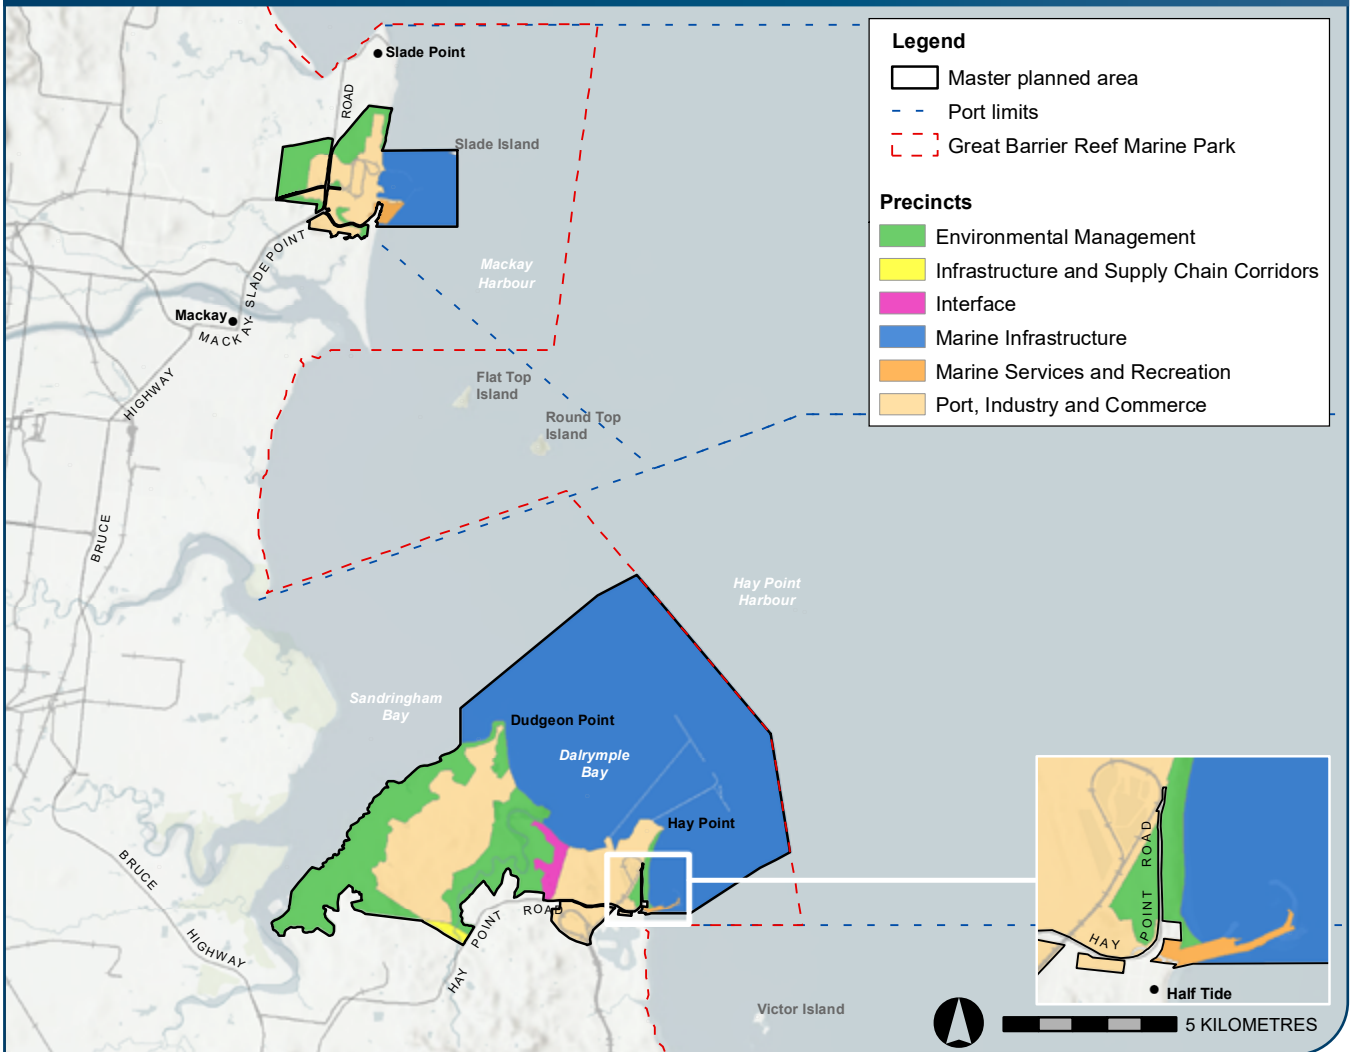 Legend
Master planned area
Port limits
Great Barrier Reef Marine Park
Precincts
Environmental Management
Infrastructure and Supply Chain Corridors
Interface
Marine Infrastructure
Marine Services and Recreation
Port, Industry and Commerce
Slade Point
ROAD
Slade Island
MACKAY- SLADE POINT
Mackay
Harbour
Mackay
HIGHWAY
BRUCE
Flat Top
Island
Round Top
Island
Hay Point
Harbour
Sandringham
Bay
Dudgeon Point
Dalrymple
Bay
Hay Point
BRUCE
HIGHWAY
HAY
POINT
ROAD
Victor Island
HAY
POINT
ROAD
Half Tide
5 KILOMETRES